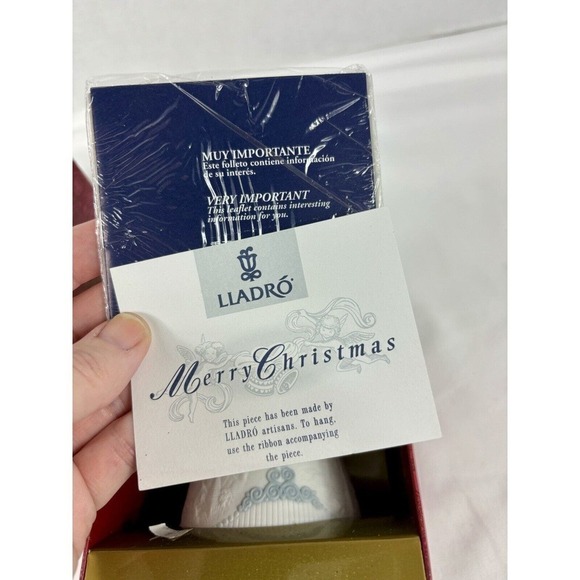 MUY IMPORTANTE
Este folleto contiene información
de su interés.
VERY IMPORTANT
This leaflet contains interesting
information for you.
LLADRÓ
Merry Christmas
This piece has been made by
LLADRÓ artisans. To hang,
use the ribbon accompanying
the piece.